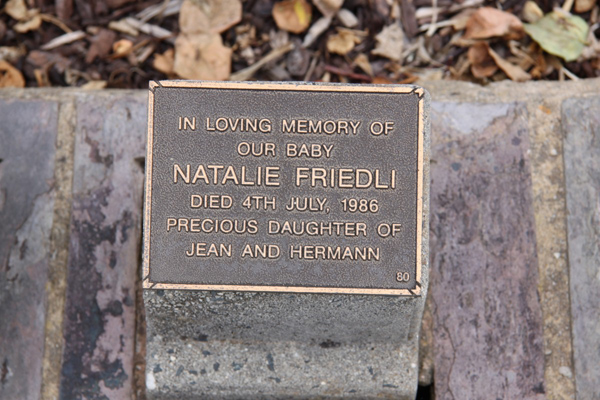 IN LOVING MEMORY OF
OUR BABY
NATALIE FRIEDLI
DIED 4TH JULY, 1986
PRECIOUS DAUGHTER OF
JEAN AND HERMANN
80